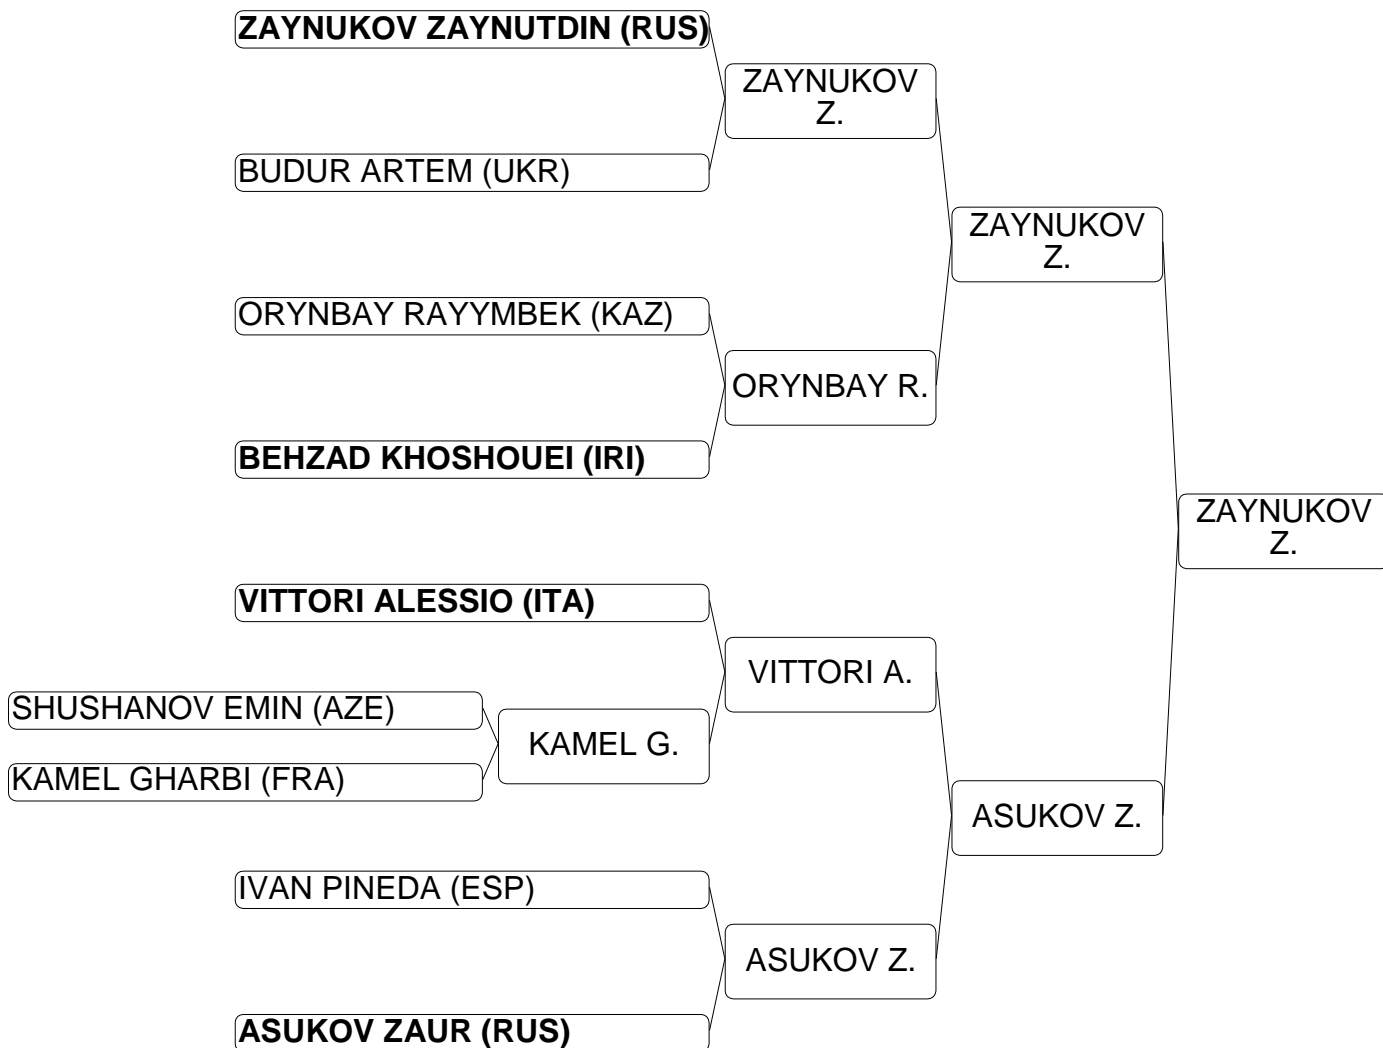 ZAYNUKOV ZAYNUTDIN (RUS)
ZAYNUKOV
Z.
BUDUR ARTEM (UKR)
ZAYNUKOV
Z.
ORYNBAY RAYYMBEK (KAZ)
ORYNBAY R.
BEHZAD KHOSHOUEI (IRI)
ZAYNUKOV
Z.
VITTORI ALESSIO (ITA)
VITTORI A.
SHUSHANOV EMIN (AZE)
KAMEL G.
KAMEL GHARBI (FRA)
ASUKOV Z.
IVAN PINEDA (ESP)
ASUKOV Z.
ASUKOV ZAUR (RUS)